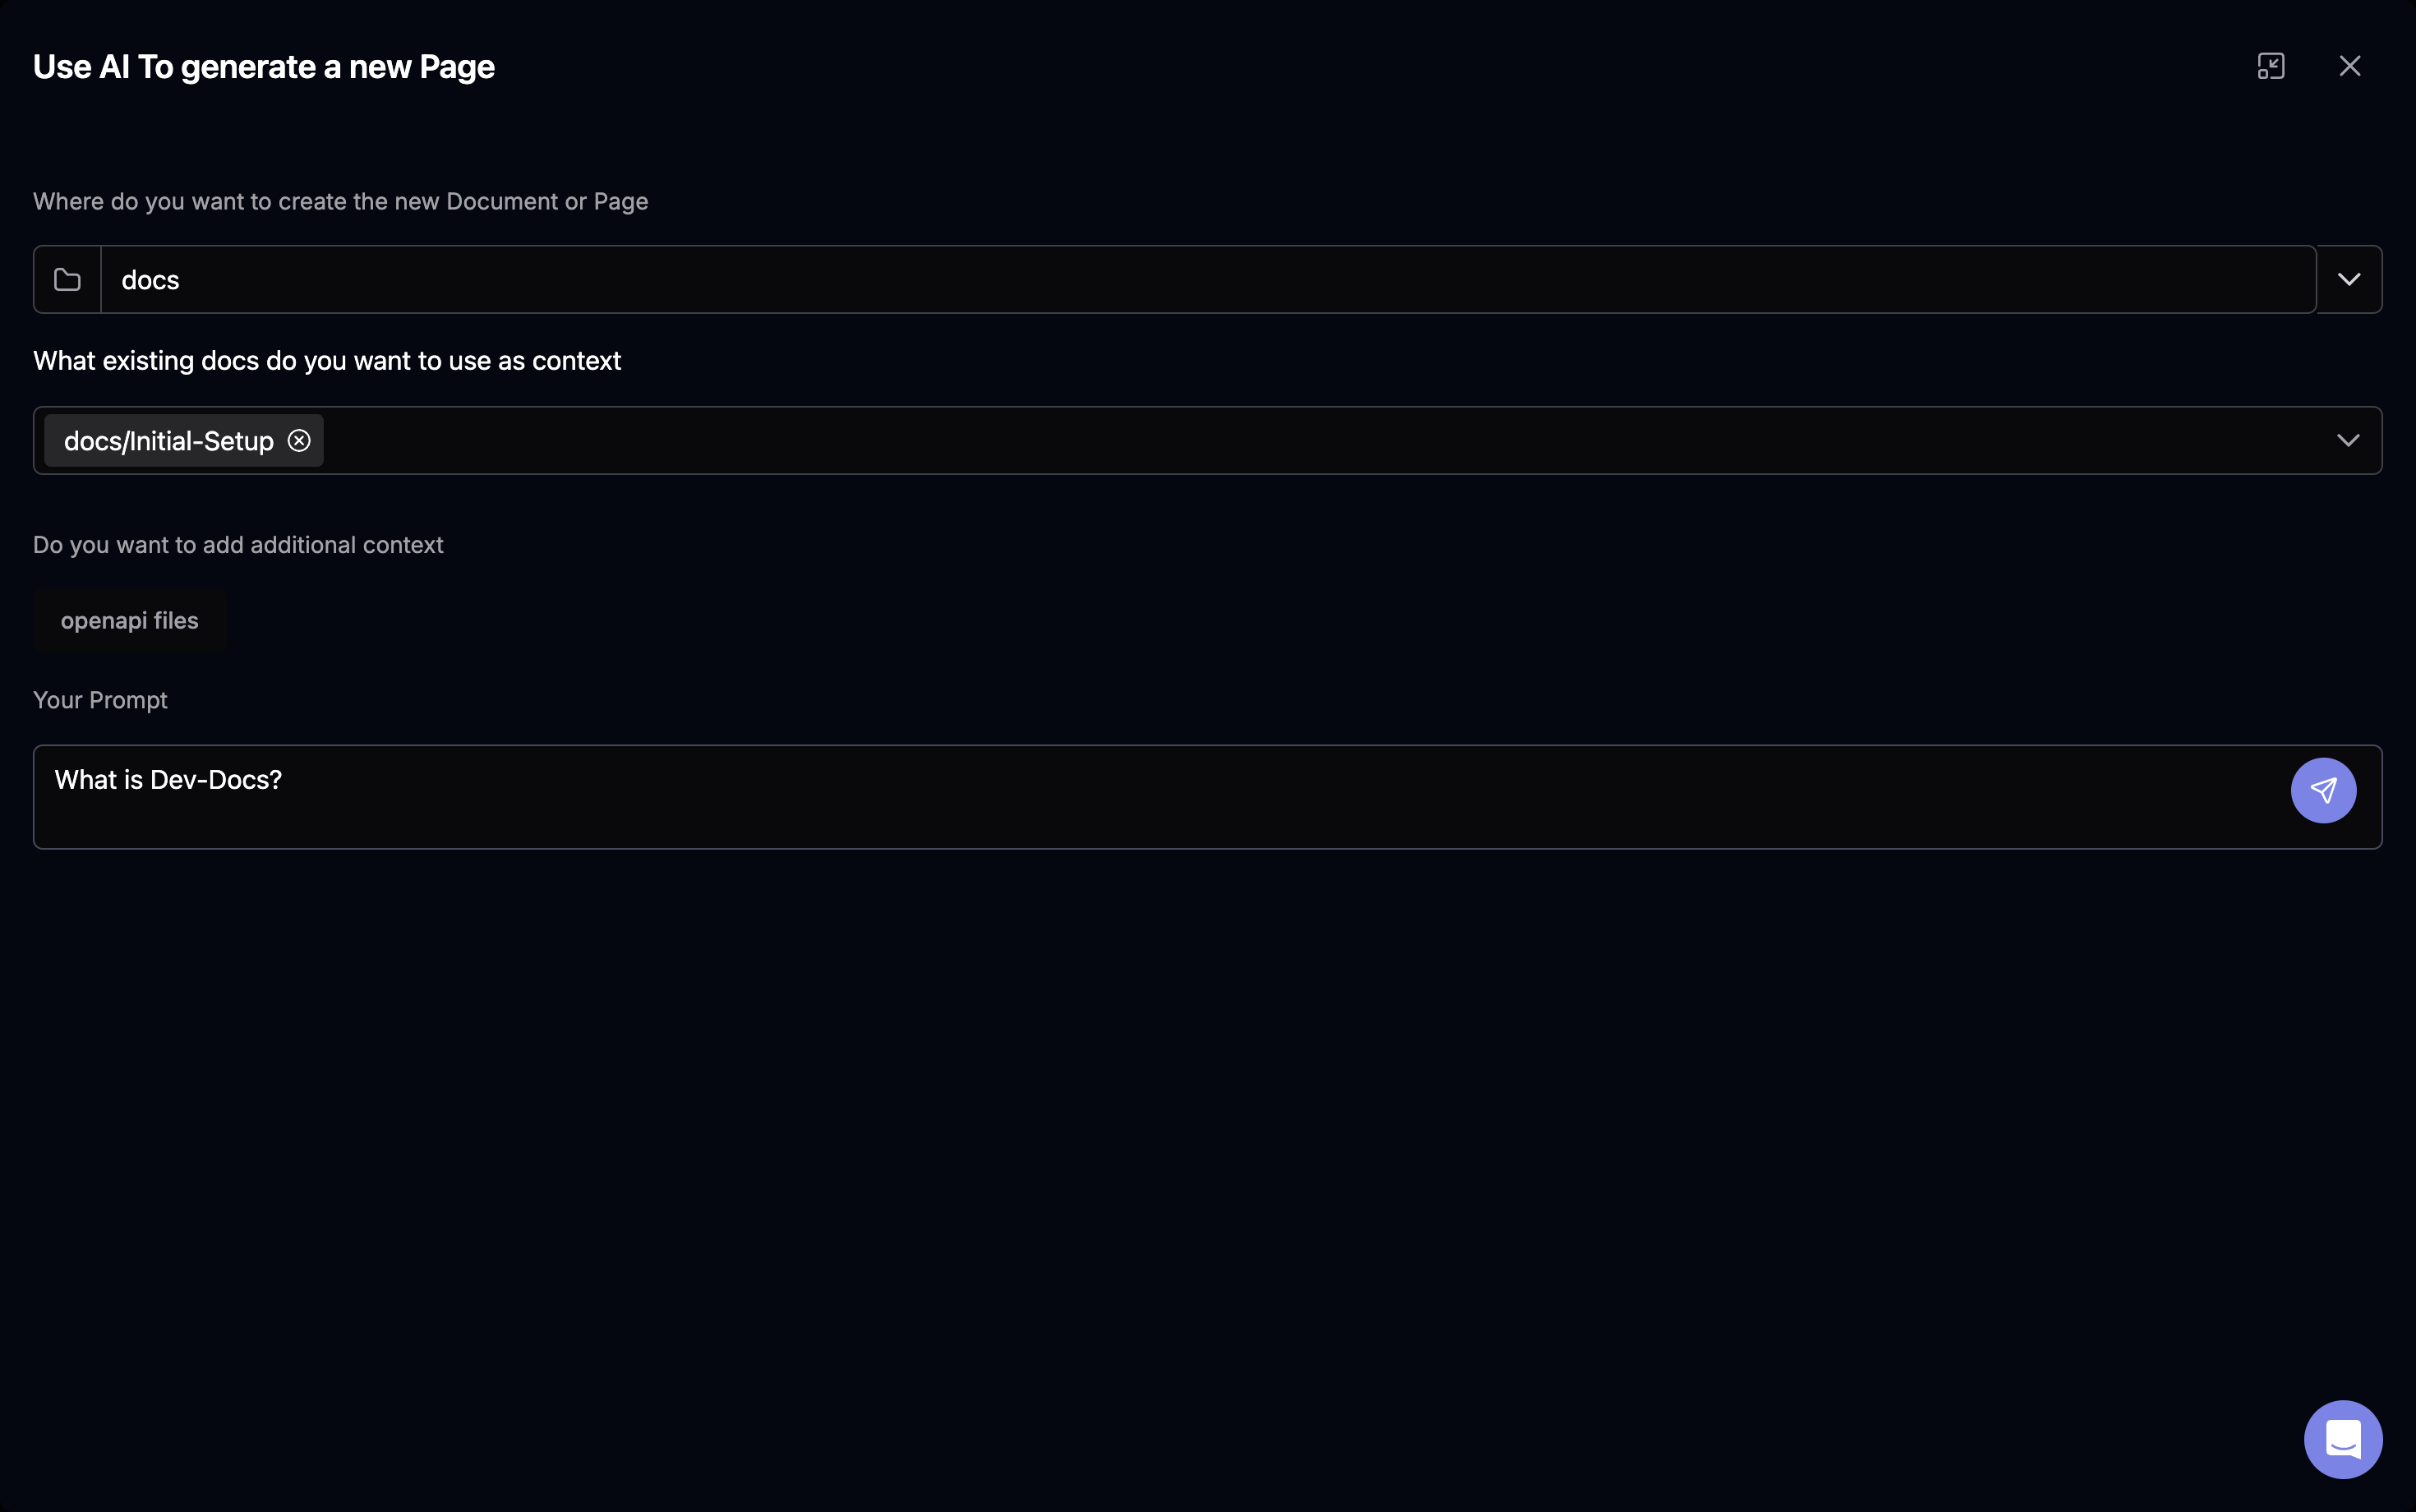 Use AI To generate a new Page
Where do you want to create the new Document or Page
docs
What existing docs do you want to use as context
docs/Initial-Setup
Do you want to add additional context
openapi files
Your Prompt
What is Dev-Docs?